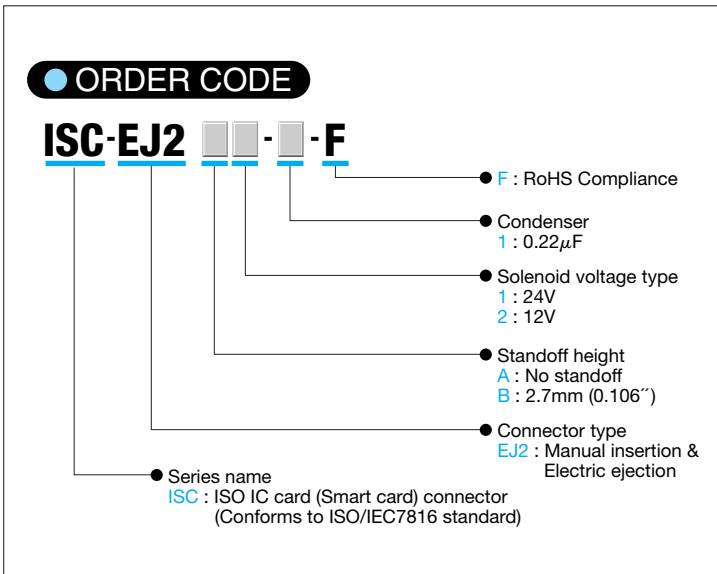 ORDER CODE
ISC-EJ2 - - F
F : RoHS Compliance
Condenser
1 : 0.22μF
Solenoid voltage type
1 : 24V
2 : 12V
Standoff height
A : No standoff
B : 2.7mm (0.106˝)
Connector type
EJ2 : Manual insertion &
Electric ejection
Series name
ISC : ISO IC card (Smart card) connector
(Conforms to ISO/IEC7816 standard)